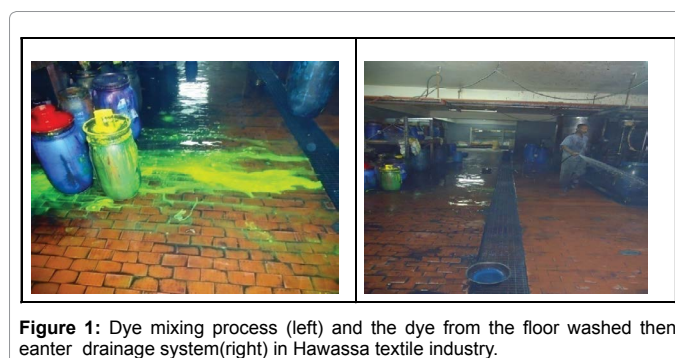 Figure 1: Dye mixing process (left) and the dye from the floor washed then
eanter drainage system(right) in Hawassa textile industry.